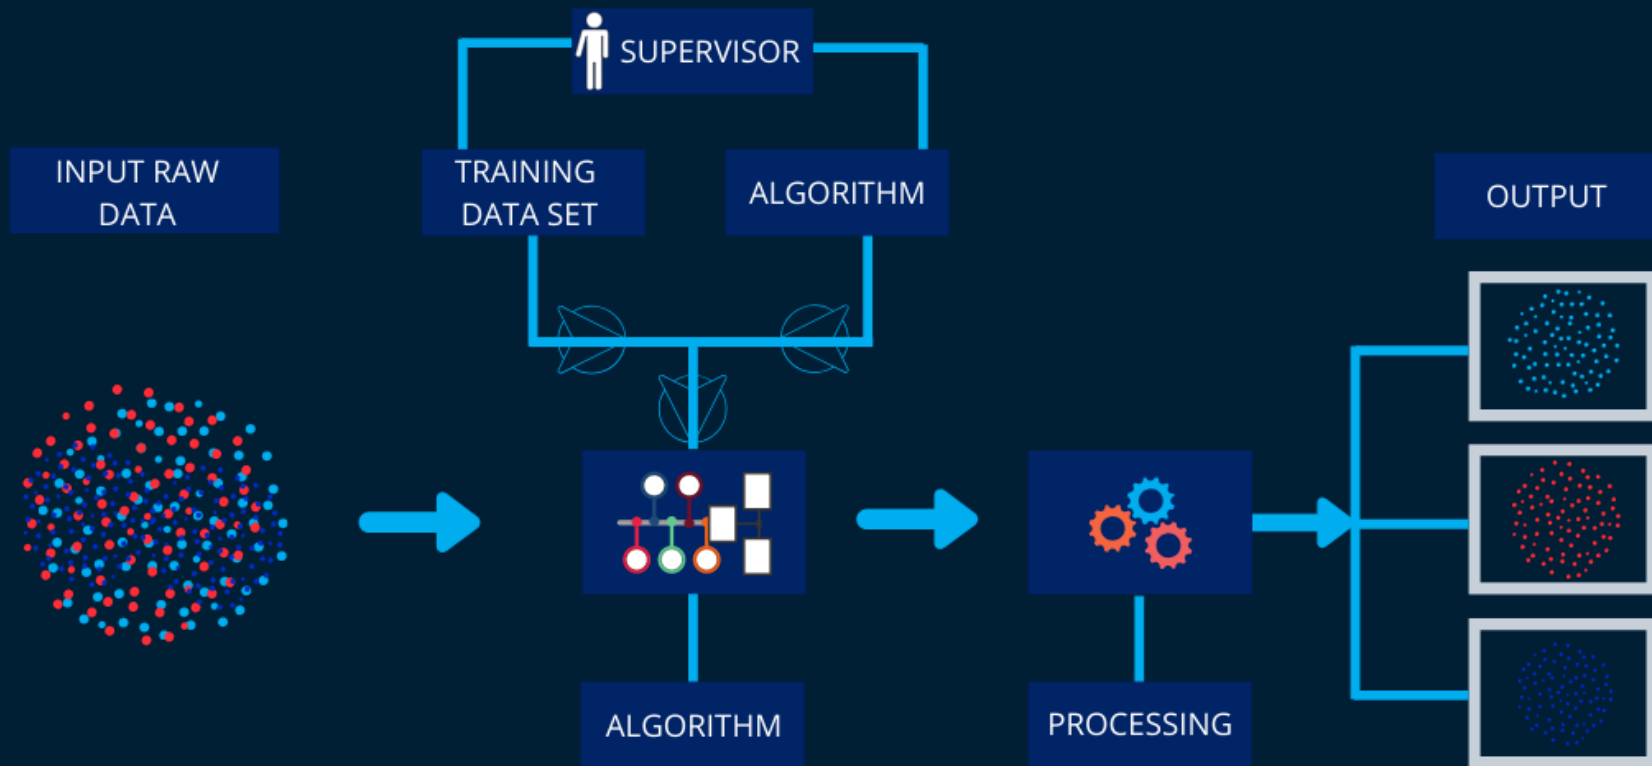 SUPERVISOR
INPUT RAW
DATA
TRAINING
DATA SET
ALGORITHM
OUTPUT
ALGORITHM
PROCESSING